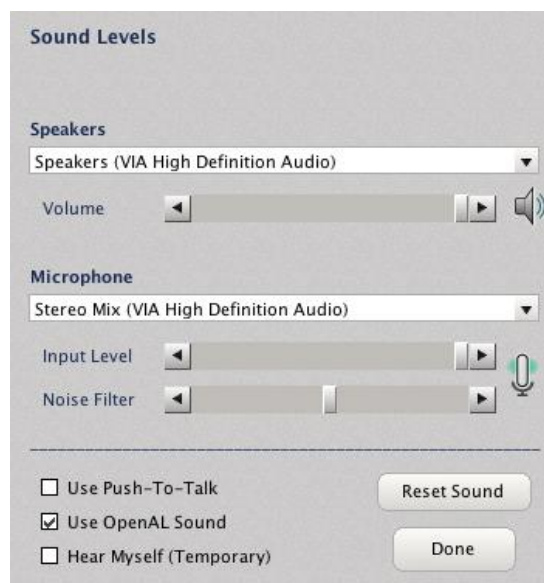 Sound Levels
Speakers
Speakers (VIA High Definition Audio)
Volume
Microphone
Stereo Mix (VIA High Definition Audio)
Input Level
Noise Filter
Use Push-To-Talk
Reset Sound
Use OpenAL Sound
Hear Myself (Temporary)
Done